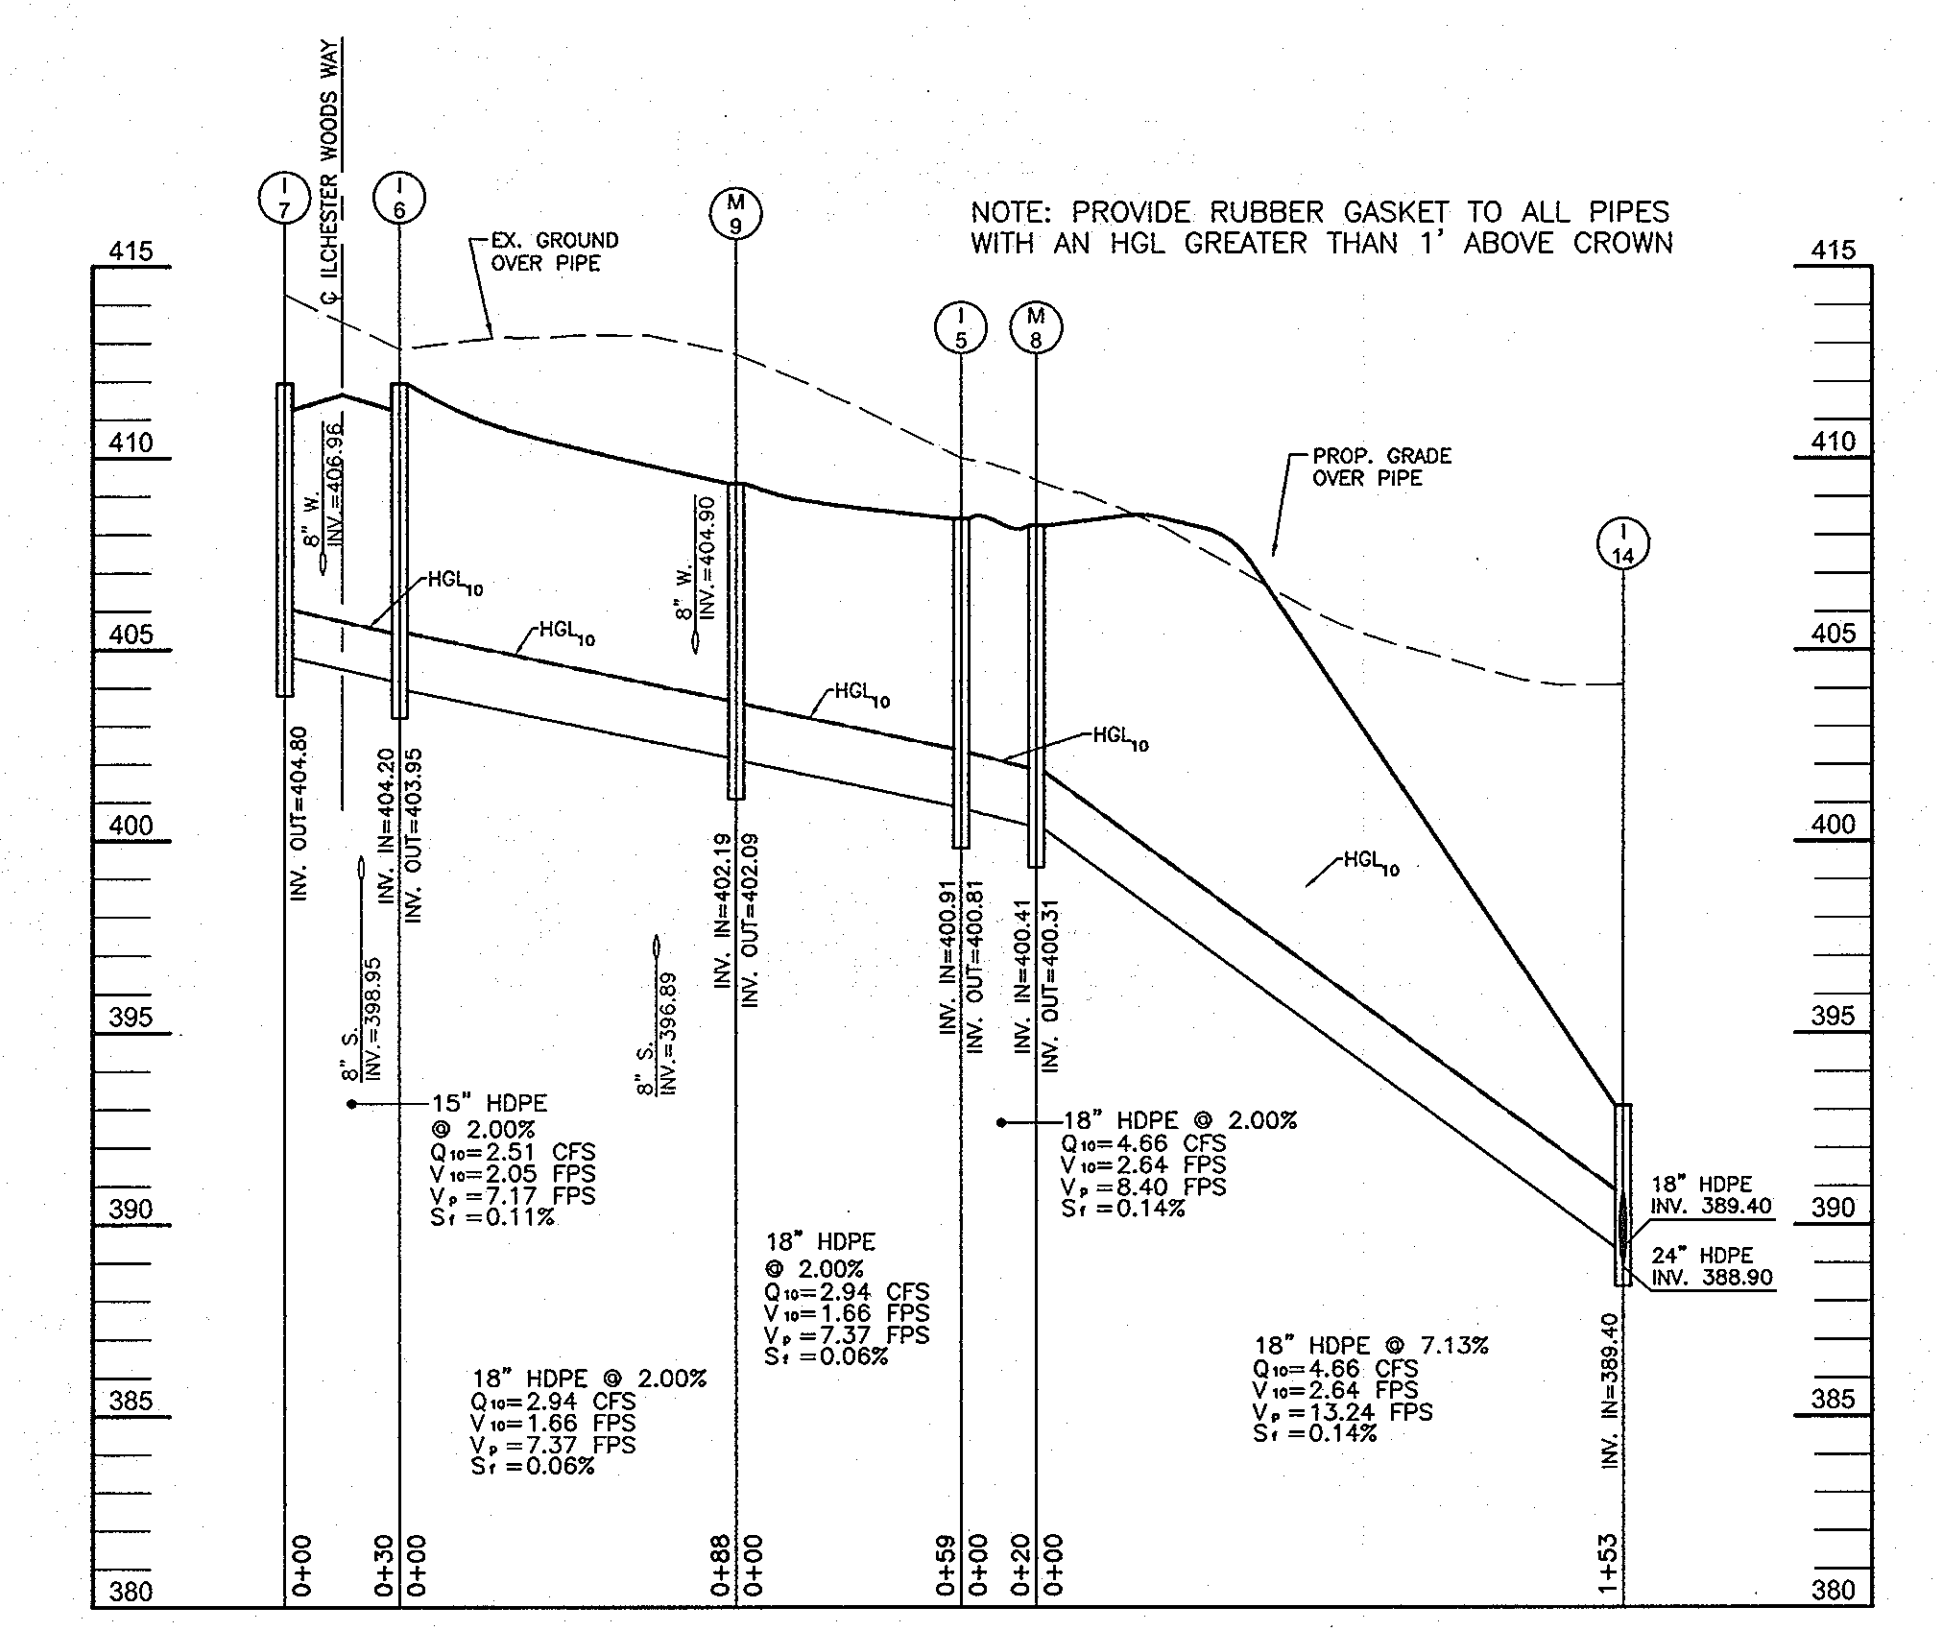 ℄ ILCHESTER WOODS WAY
I
7
I
6
M
9
I
5
M
8
I
14
NOTE: PROVIDE RUBBER GASKET TO ALL PIPES
WITH AN HGL GREATER THAN 1' ABOVE CROWN
EX. GROUND
OVER PIPE
PROP. GRADE
OVER PIPE
415
410
405
400
395
390
385
380
415
410
405
400
395
390
385
380
8" W.
INV.=406.96
8" W.
INV.=404.90
HGL10
HGL10
HGL10
HGL10
HGL10
INV. OUT=404.80
INV. IN=404.20
INV. OUT=403.95
INV. IN=402.19
INV. OUT=402.09
INV. IN=400.91
INV. OUT=400.81
INV. IN=400.41
INV. OUT=400.31
INV. IN=389.40
8" S.
INV.=398.95
8" S.
INV.=396.89
15" HDPE
@ 2.00%
Q10=2.51 CFS
V10=2.05 FPS
Vp=7.17 FPS
Sf=0.11%
18" HDPE @ 2.00%
Q10=2.94 CFS
V10=1.66 FPS
Vp=7.37 FPS
Sf=0.06%
18" HDPE
@ 2.00%
Q10=2.94 CFS
V10=1.66 FPS
Vp=7.37 FPS
Sf=0.06%
18" HDPE @ 2.00%
Q10=4.66 CFS
V10=2.64 FPS
Vp=8.40 FPS
Sf=0.14%
18" HDPE @ 7.13%
Q10=4.66 CFS
V10=2.64 FPS
Vp=13.24 FPS
Sf=0.14%
18" HDPE
INV. 389.40
24" HDPE
INV. 388.90
0+00
0+30
0+00
0+88
0+00
0+59
0+00
0+20
0+00
1+53